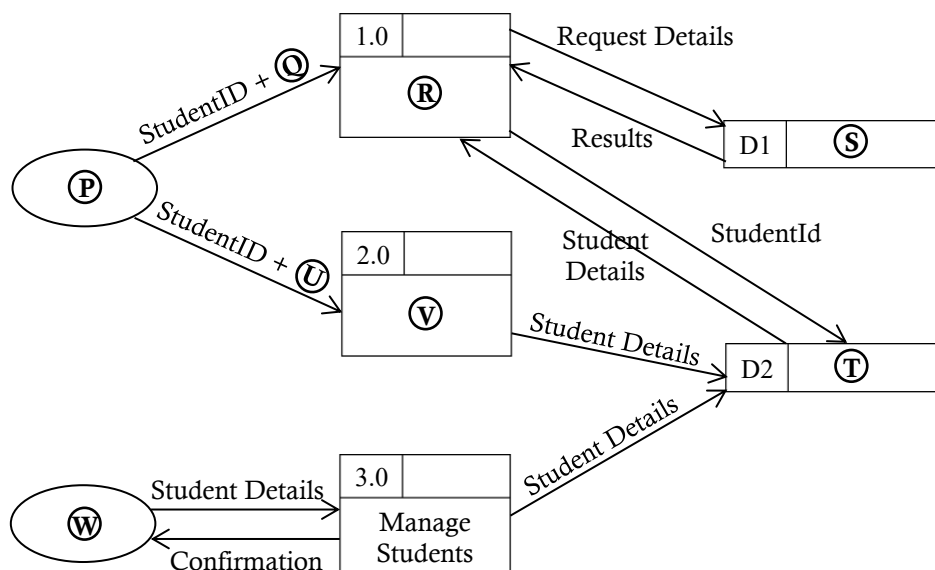 1.0
Request Details
StudentID + Q
R
Results
D1
S
P
StudentID + U
2.0
Student
Details
StudentId
V
Student Details
D2
T
3.0
Student Details
Student Details
W
Manage
Students
Confirmation